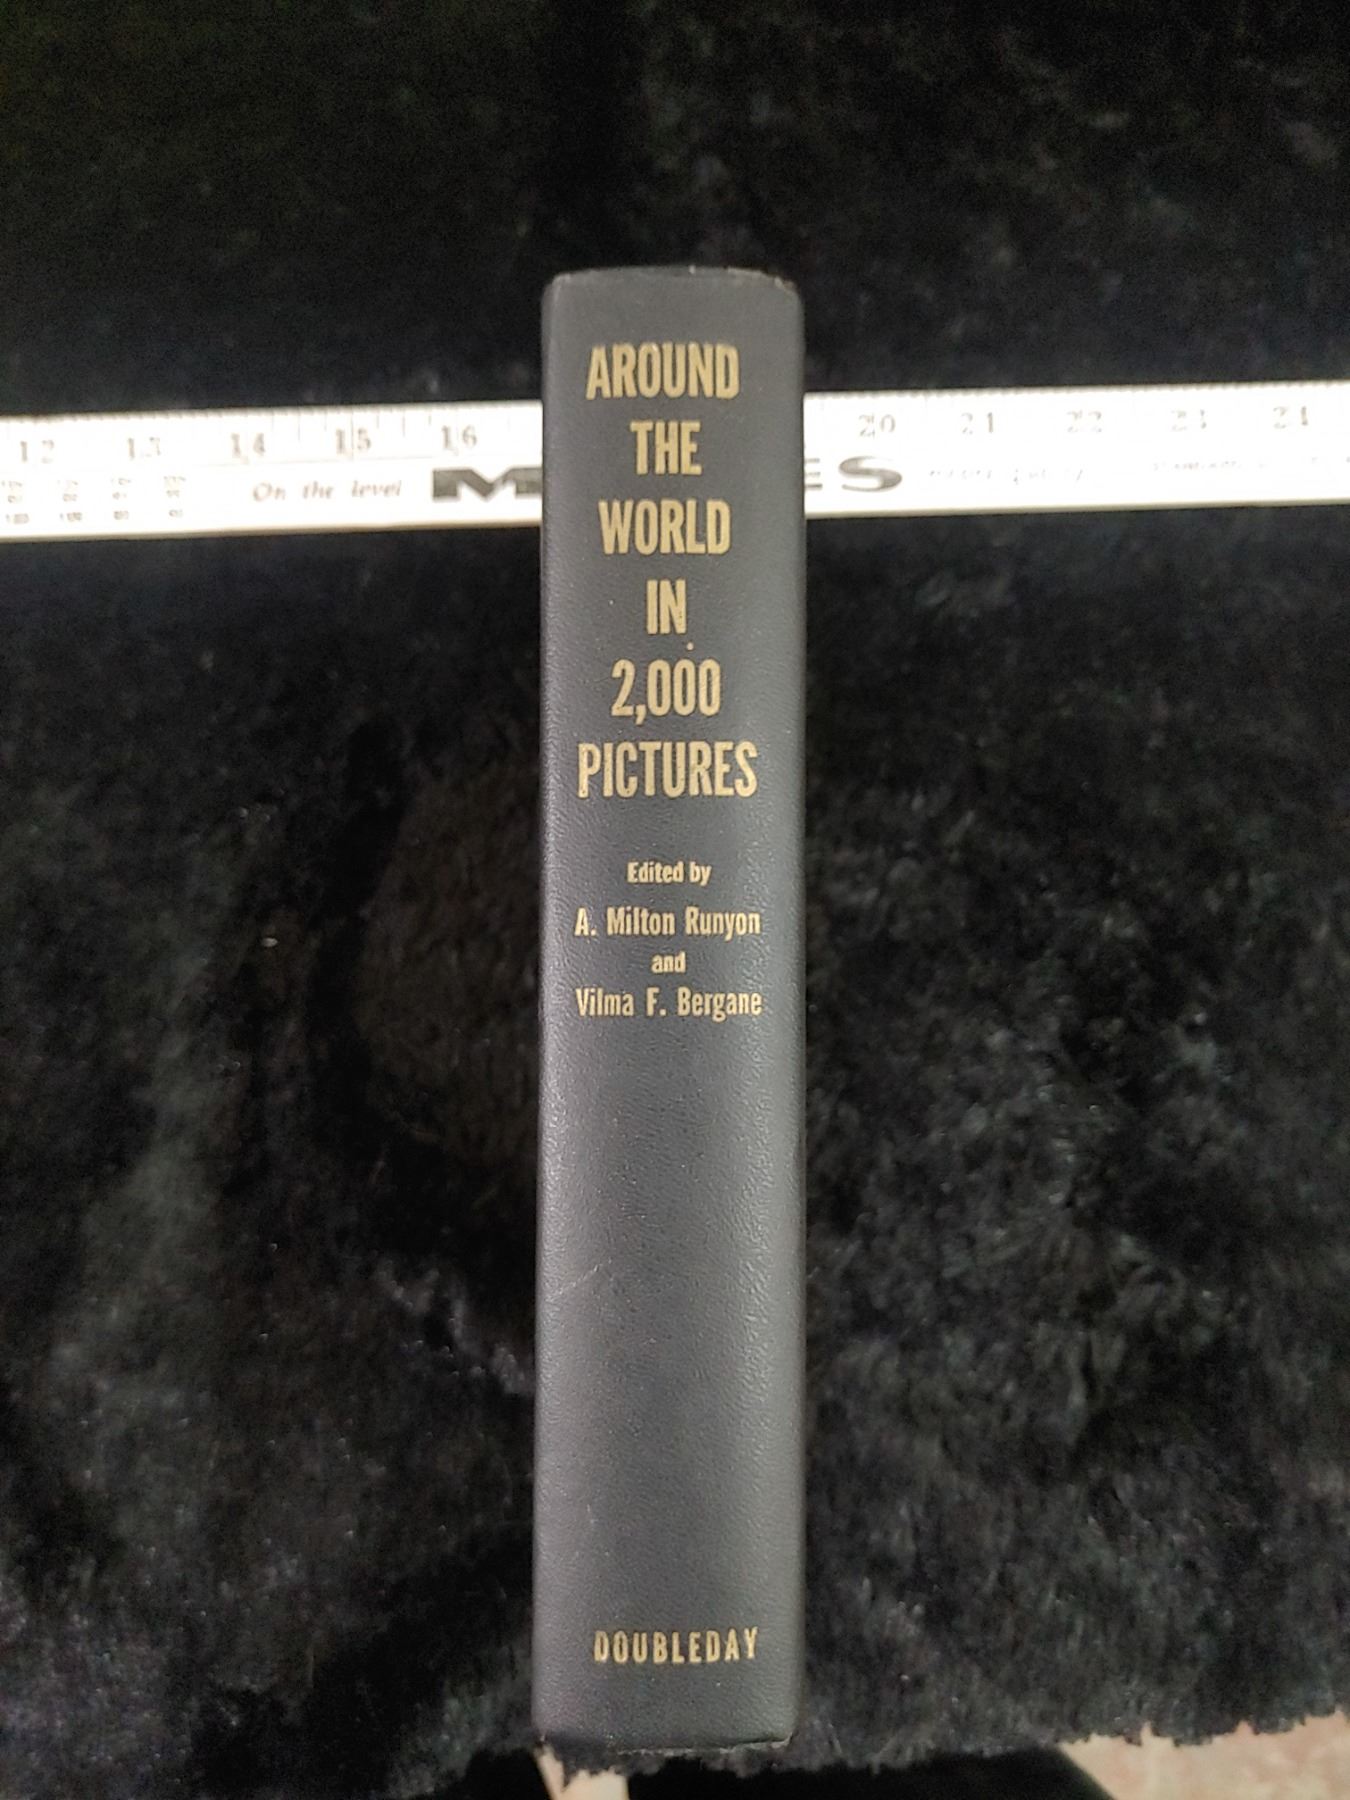 AROUND
THE
WORLD
IN
2,000
PICTURES
Edited by
A. Milton Runyon
and
Vilma F. Bergane
DOUBLEDAY
12 13 14 15 16 20 21 22 23 24
On the level